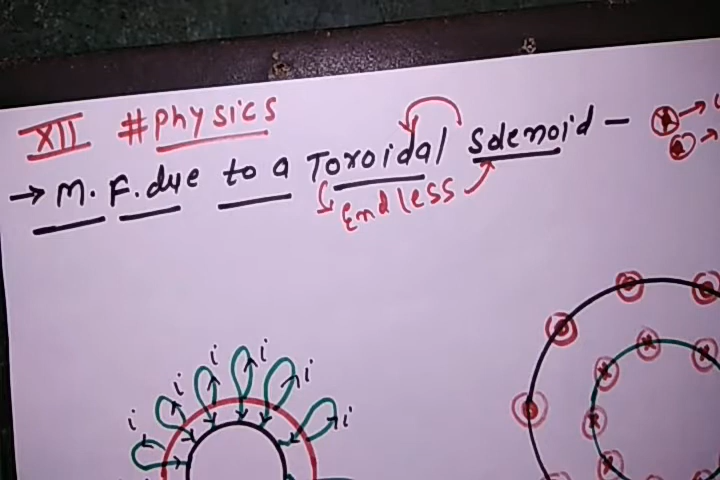 XII #physics
→ M.F. due to a Toroidal Solenoid -
Endless
i i i i i i i